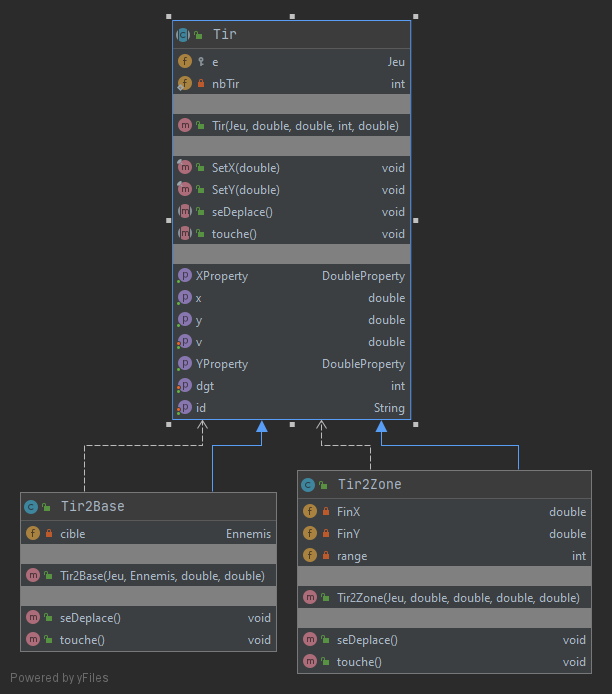 Tir
e Jeu
nbTir int
Tir(Jeu, double, double, int, double)
SetX(double) void
SetY(double) void
seDeplace() void
touche() void
XProperty DoubleProperty
x double
y double
v double
YProperty DoubleProperty
dgt int
id String
Tir2Base
cible Ennemis
Tir2Base(Jeu, Ennemis, double, double)
seDeplace() void
touche() void
Tir2Zone
FinX double
FinY double
range int
Tir2Zone(Jeu, double, double, double, double)
seDeplace() void
touche() void
Powered by yFiles